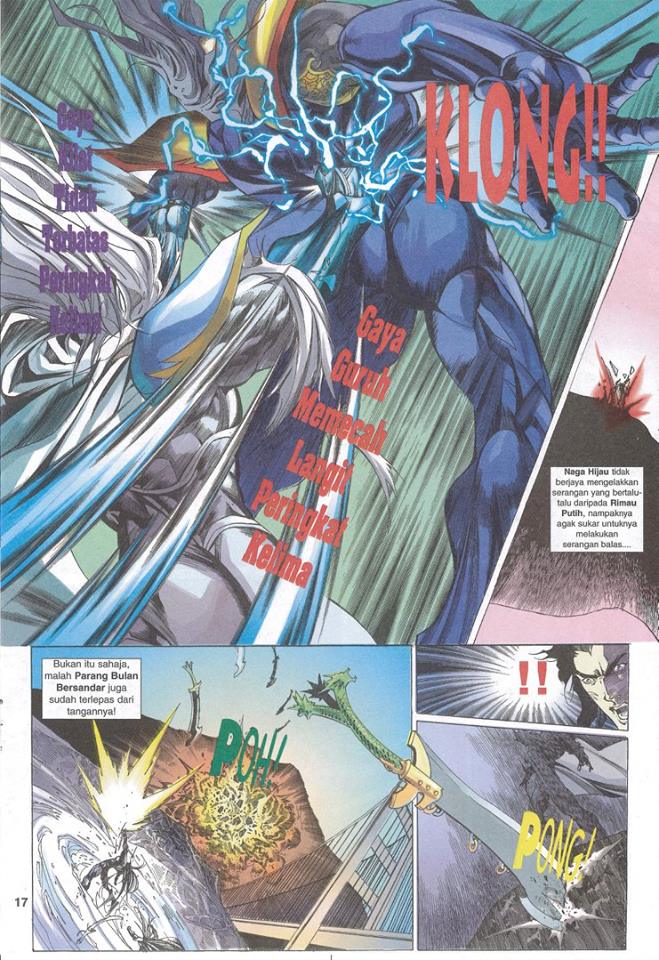 KLONG!!
Gaya
Kilat
Tidak
Terbatas
Peringkat
Kelima
Gaya
Guruh
Memecah
Langit
Peringkat
Kelima
Naga Hijau tidak
berjaya mengelakkan
serangan yang bertalu-
talu daripada Rimau
Putih, nampaknya
agak sukar untuknya
melakukan
serangan balas....
Bukan itu sahaja,
malah Parang Bulan
Bersandar juga
sudah terlepas dari
tangannya!
POH!
!!
PONG!
17